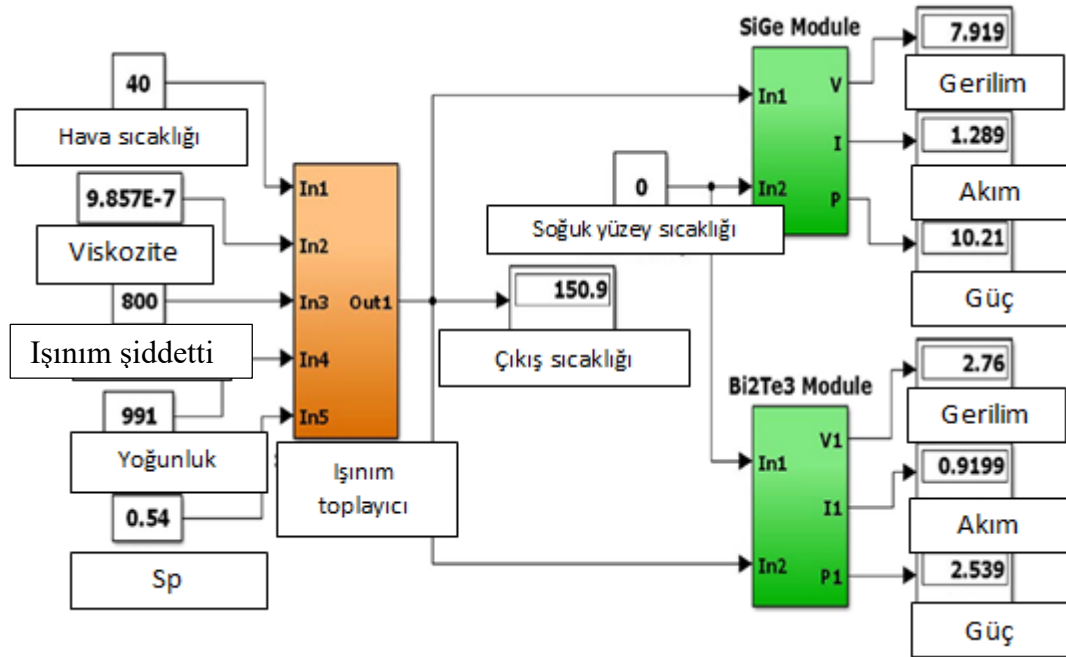 40
Hava sıcaklığı
9.857E-7
Viskozite
800
Işınım şiddetti
991
Yoğunluk
0.54
Sp
In1
In2
In3
In4
In5
Out1
Işınım
toplayıcı
150.9
Çıkış sıcaklığı
0
Soğuk yüzey sıcaklığı
SiGe Module
In1
In2
V
I
P
7.919
Gerilim
1.289
Akım
10.21
Güç
Bi2Te3 Module
In1
In2
V1
I1
P1
2.76
Gerilim
0.9199
Akım
2.539
Güç